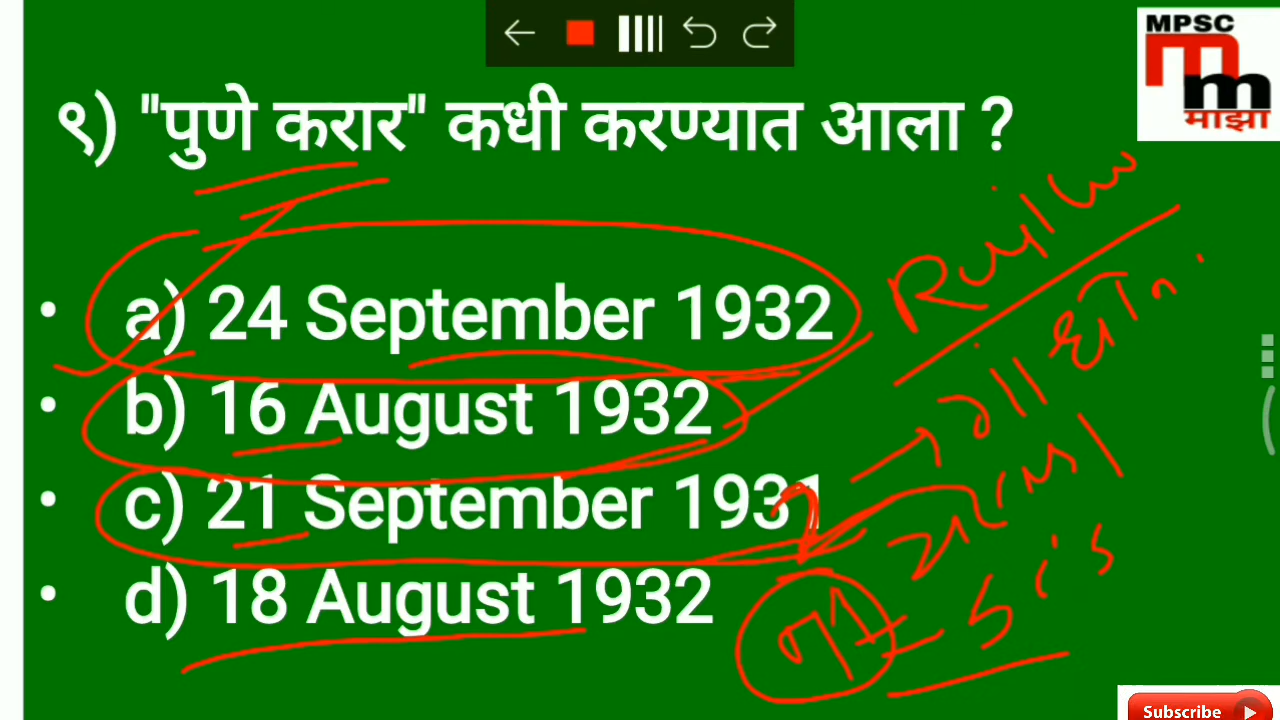 MPSC
माझा
९) "पुणे करार" कधी करण्यात आला ?
• a) 24 September 1932
• b) 16 August 1932
• c) 21 September 1931
• d) 18 August 1932
Subscribe